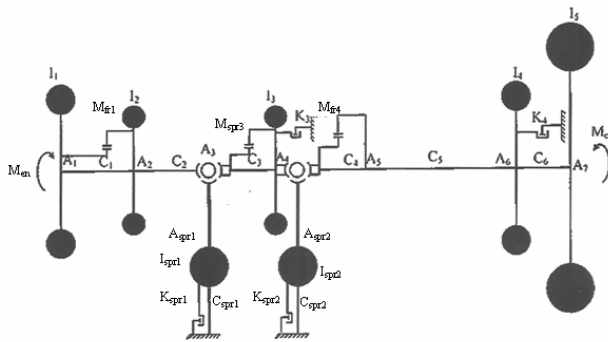 I5
I1
I2
I3
I4
Mfr1
Mspr3
K3
Mfr4
K4
Men
A1
C1
A2
C2
A3
C3
A4
C4
A5
C5
A6
C6
A7
Aspr1
Aspr2
Ispr1
Ispr2
Kspr1
Cspr1
Kspr2
Cspr2